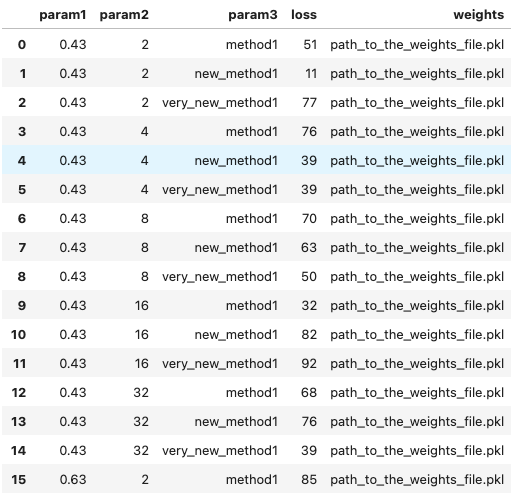 param1 param2 param3 loss weights
0 0.43 2 method1 51 path_to_the_weights_file.pkl
1 0.43 2 new_method1 11 path_to_the_weights_file.pkl
2 0.43 2 very_new_method1 77 path_to_the_weights_file.pkl
3 0.43 4 method1 76 path_to_the_weights_file.pkl
4 0.43 4 new_method1 39 path_to_the_weights_file.pkl
5 0.43 4 very_new_method1 39 path_to_the_weights_file.pkl
6 0.43 8 method1 70 path_to_the_weights_file.pkl
7 0.43 8 new_method1 63 path_to_the_weights_file.pkl
8 0.43 8 very_new_method1 50 path_to_the_weights_file.pkl
9 0.43 16 method1 32 path_to_the_weights_file.pkl
10 0.43 16 new_method1 82 path_to_the_weights_file.pkl
11 0.43 16 very_new_method1 92 path_to_the_weights_file.pkl
12 0.43 32 method1 68 path_to_the_weights_file.pkl
13 0.43 32 new_method1 76 path_to_the_weights_file.pkl
14 0.43 32 very_new_method1 39 path_to_the_weights_file.pkl
15 0.63 2 method1 85 path_to_the_weights_file.pkl